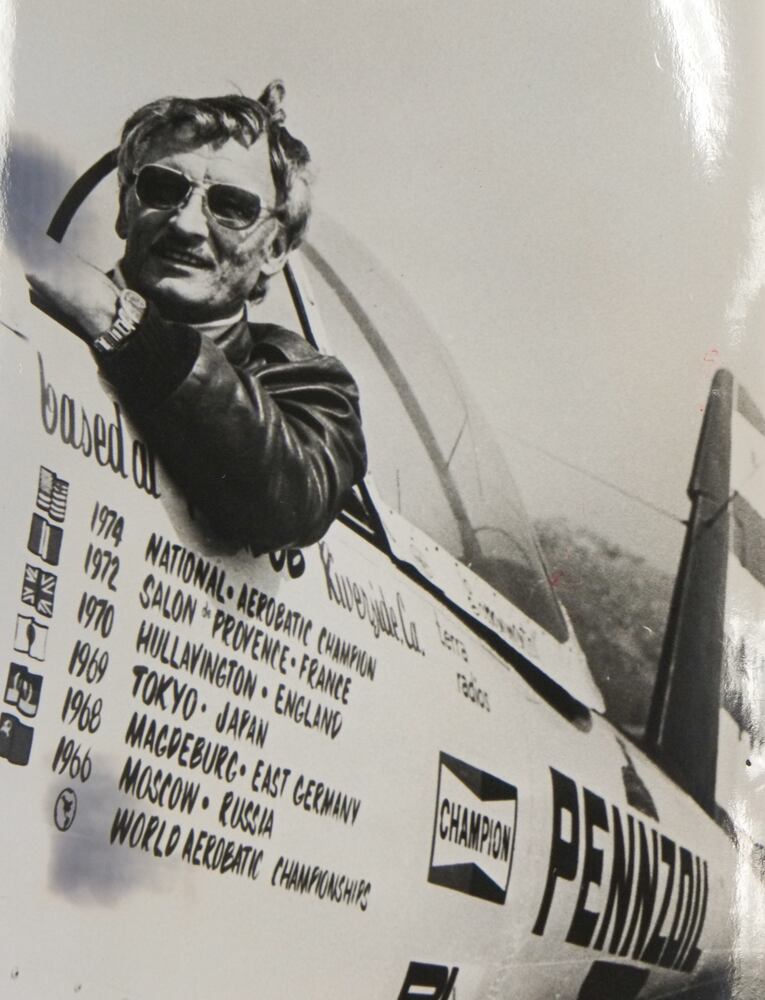 based at
Riverside Ca.
1974 NATIONAL • AEROBATIC CHAMPION
1972 SALON de PROVENCE • FRANCE
1970 HULLAVINGTON • ENGLAND
1969 TOKYO • JAPAN
1968 MAGDEBURG • EAST GERMANY
1966 MOSCOW • RUSSIA
WORLD AEROBATIC CHAMPIONSHIPS
terra
radios
CHAMPION
PENNZOIL